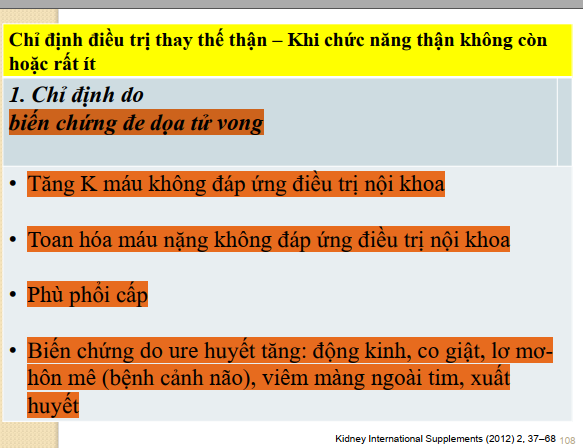 Chỉ định điều trị thay thế thận – Khi chức năng thận không còn
hoặc rất ít
1. Chỉ định do
biến chứng đe dọa tử vong
• Tăng K máu không đáp ứng điều trị nội khoa
• Toan hóa máu nặng không đáp ứng điều trị nội khoa
• Phù phổi cấp
• Biến chứng do ure huyết tăng: động kinh, co giật, lơ mơ-
hôn mê (bệnh cảnh não), viêm màng ngoài tim, xuất
huyết
Kidney International Supplements (2012) 2, 37–68 108